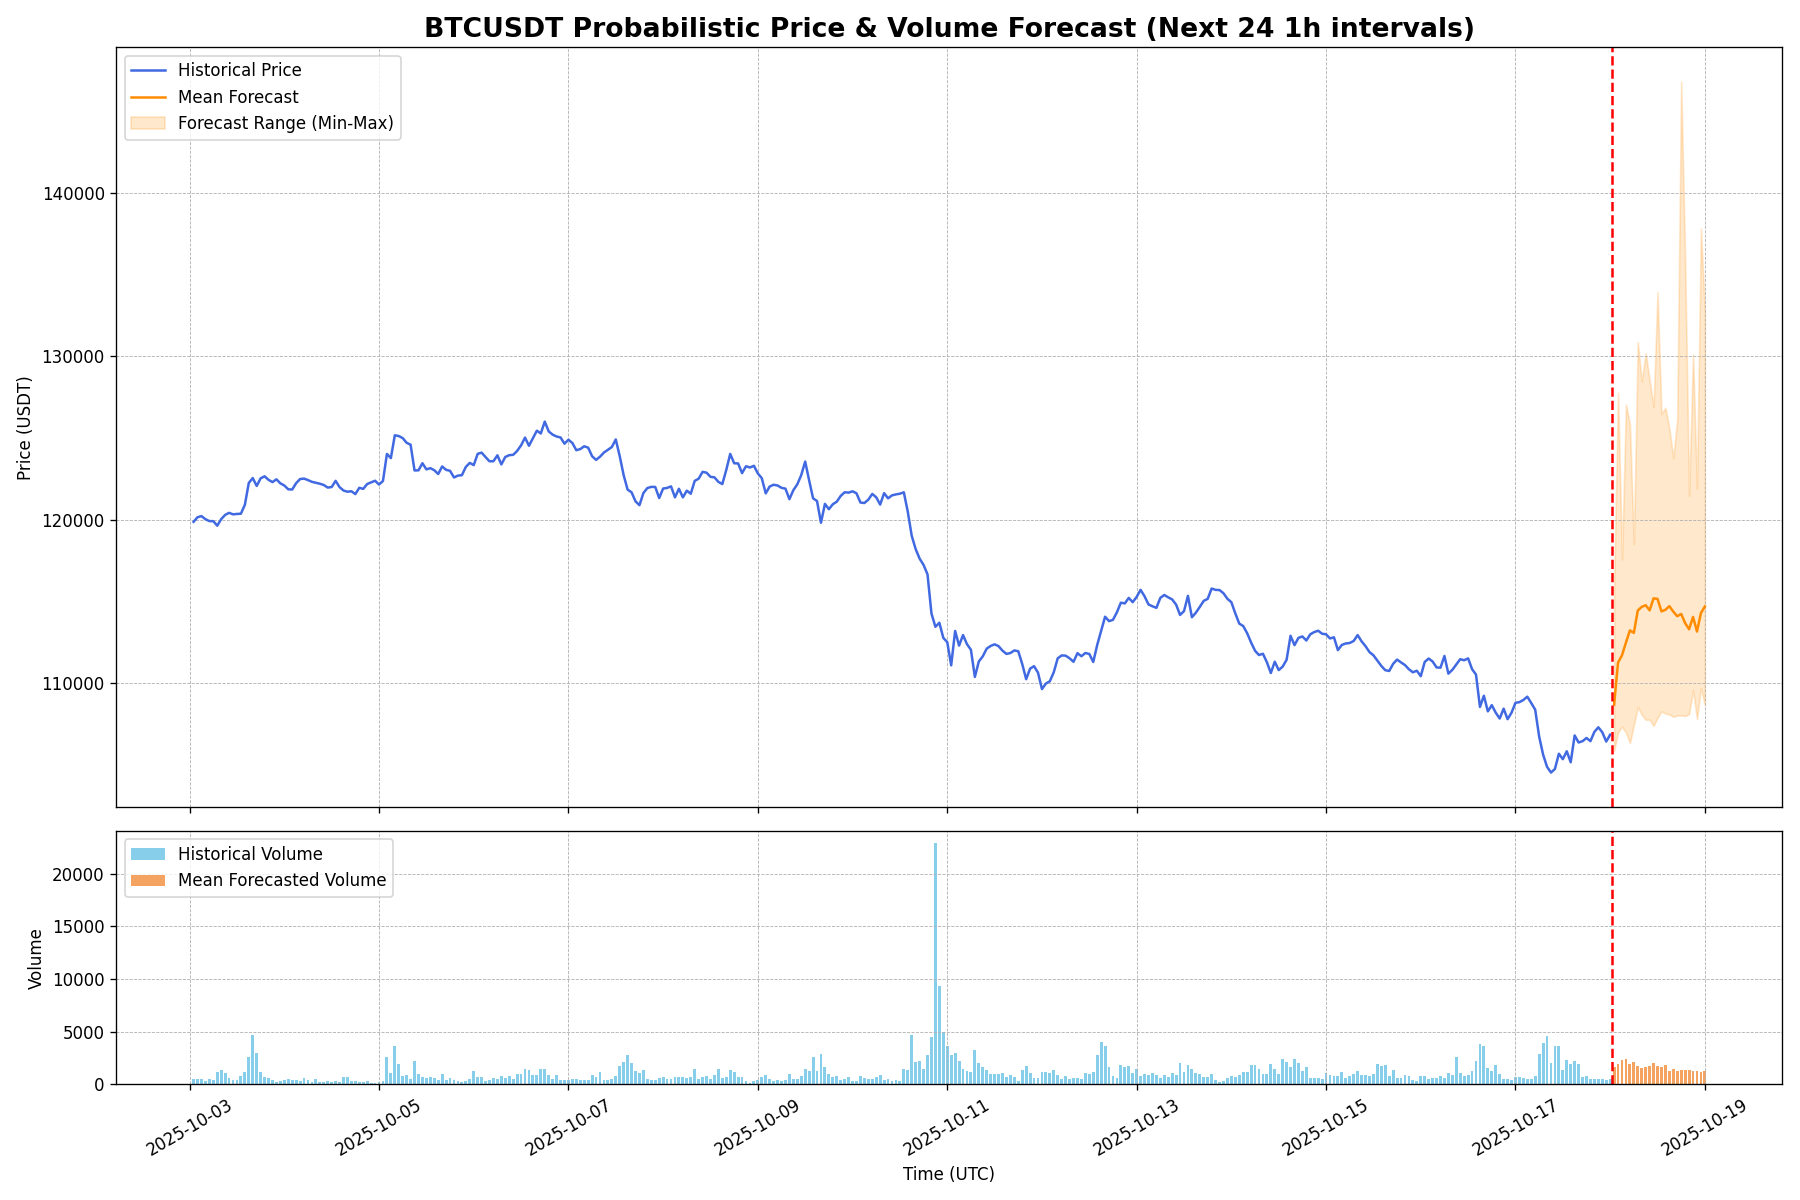 BTCUSDT Probabilistic Price & Volume Forecast (Next 24 1h intervals)
Historical Price
Mean Forecast
Forecast Range (Min-Max)
Price (USDT)
140000
130000
120000
110000
Historical Volume
Mean Forecasted Volume
Volume
20000
15000
10000
5000
0
2025-10-03
2025-10-05
2025-10-07
2025-10-09
2025-10-11
2025-10-13
2025-10-15
2025-10-17
2025-10-19
Time (UTC)